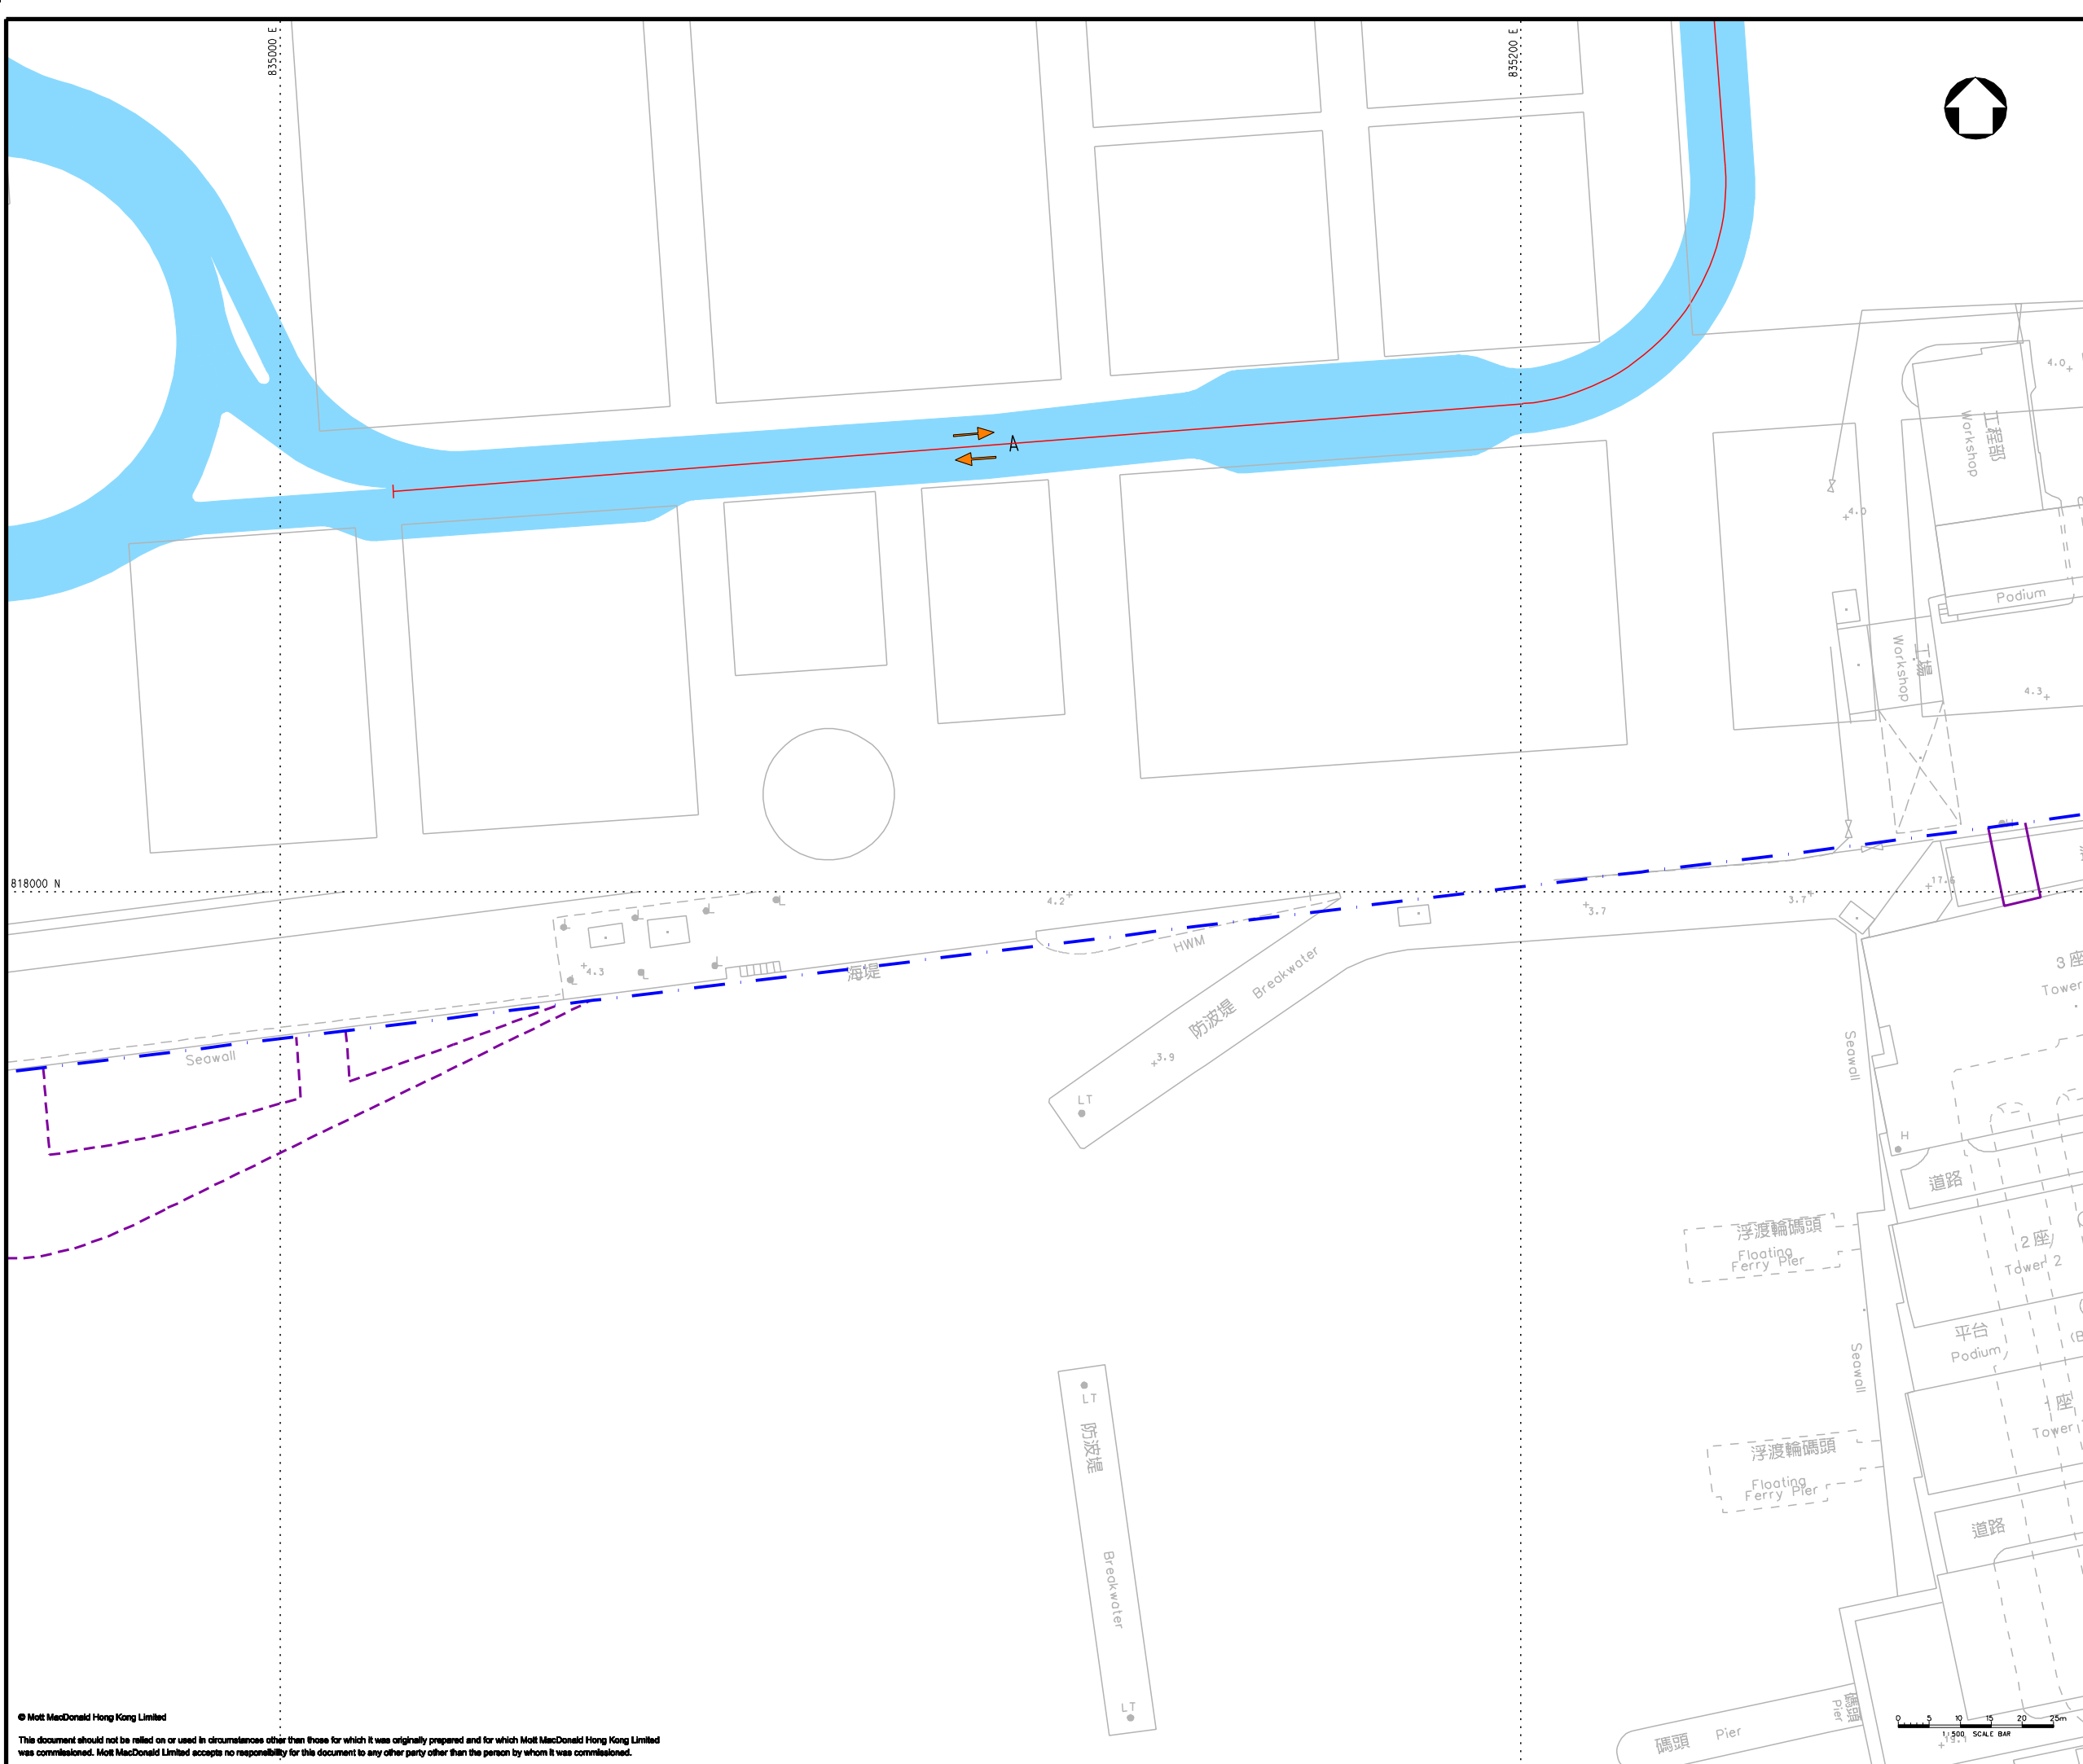 835000 E
835200 E
A
4.0
工程部
Workshop
4.0
Podium
工場
Workshop
4.3
818000 N
4.2
3.7
3.7
17.6
4.3
海堤
HWM
Seawall
防波堤 Breakwater
3.9
LT
3座
Tower
Seawall
H
道路
浮渡輪碼頭
Floating
Ferry Pier
2座
Tower 2
平台
Podium
Seawall
LT
防波堤
Breakwater
LT
1座
Tower
浮渡輪碼頭
Floating
Ferry Pier
道路
碼頭
Pier
碼頭 Pier
0 5 10 15 20 25m
1:500 SCALE BAR
© Mott MacDonald Hong Kong Limited
This document should not be relied on or used in circumstances other than those for which it was originally prepared and for which Mott MacDonald Hong Kong Limited
was commissioned. Mott MacDonald Limited accepts no responsibility for this document to any other party other than the person by whom it was commissioned.